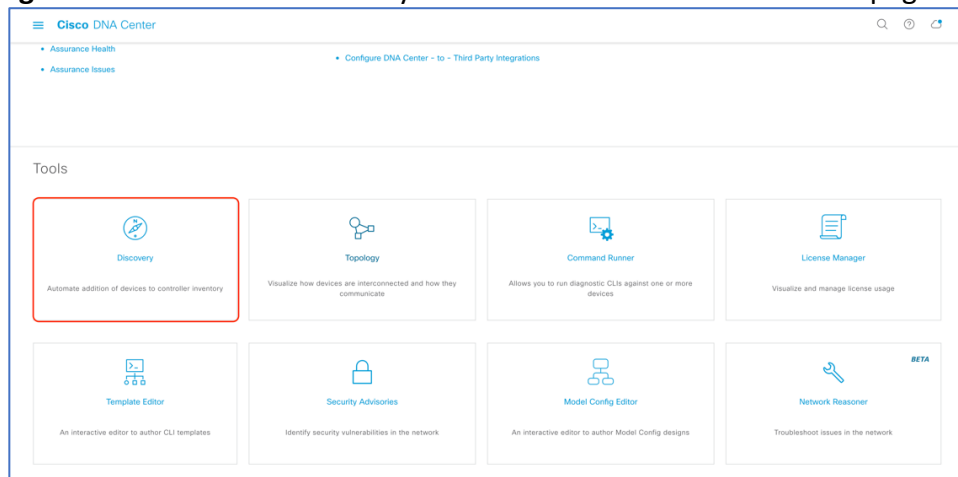 Cisco DNA Center
• Assurance Health
• Configure DNA Center - to - Third Party Integrations
• Assurance Issues
Tools
Discovery
Automate addition of devices to controller inventory
Topology
Visualize how devices are interconnected and how they
communicate
Command Runner
Allows you to run diagnostic CLIs against one or more
devices
License Manager
Visualize and manage license usage
Template Editor
An interactive editor to author CLI templates
Security Advisories
Identify security vulnerabilities in the network
Model Config Editor
An interactive editor to author Model Config designs
BETA
Network Reasoner
Troubleshoot issues in the network